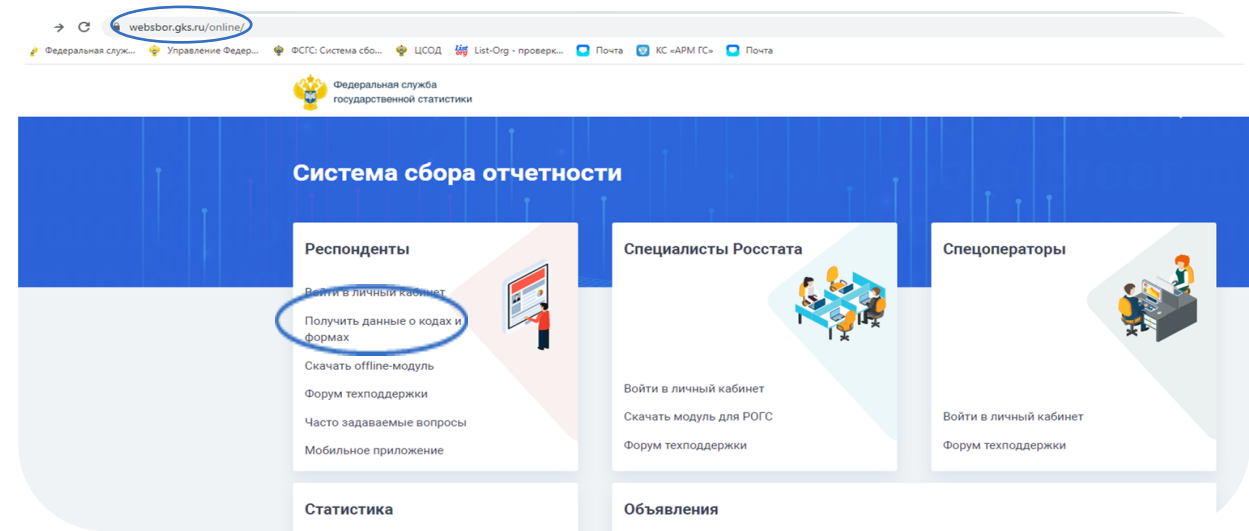 websbor.gks.ru/online/
Федеральная служ... Управление Федер... ФСГС: Система сбо... ЦСОД List-Org - проверк... Почта КС «АРМ ГС» Почта
Федеральная служба
государственной статистики
Система сбора отчетности
Респонденты
Войти в личный кабинет
Получить данные о кодах и
формах
Скачать offline-модуль
Форум техподдержки
Часто задаваемые вопросы
Мобильное приложение
Специалисты Росстата
Войти в личный кабинет
Скачать модуль для РОГС
Форум техподдержки
Спецоператоры
Войти в личный кабинет
Форум техподдержки
Статистика
Объявления